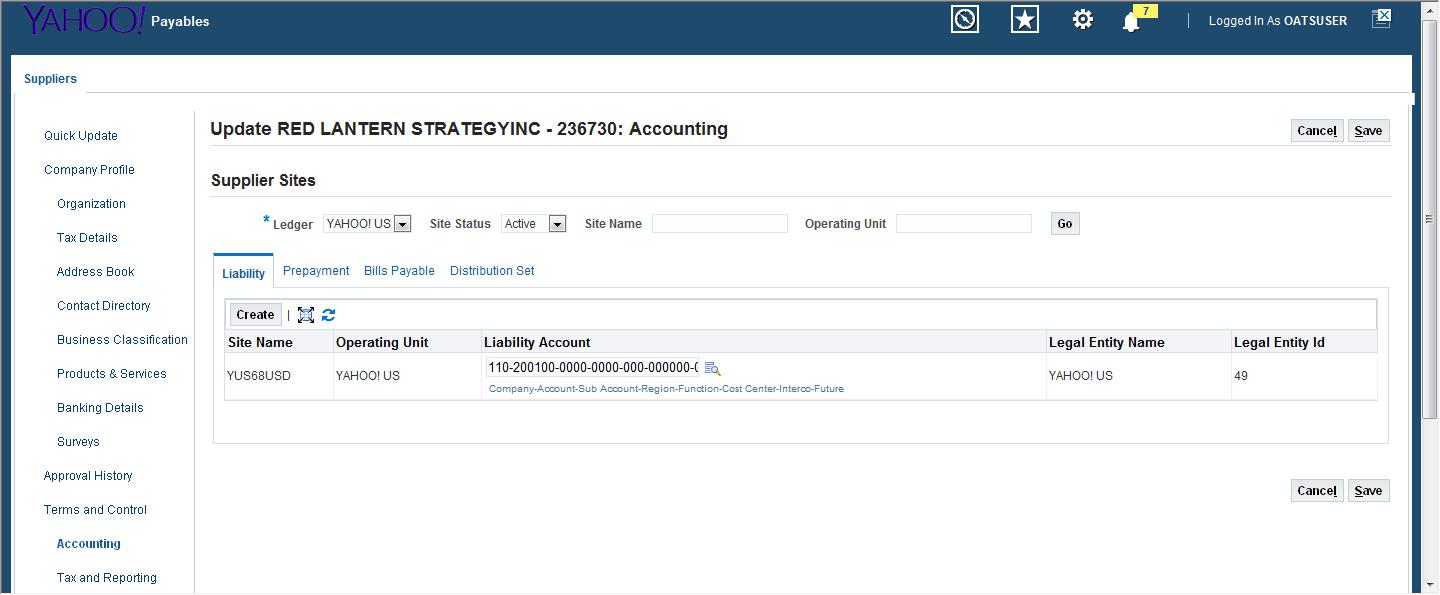 YAHOO! Payables 7 Logged In As OATSUSER
Suppliers
Quick Update
Company Profile
Organization
Tax Details
Address Book
Contact Directory
Business Classification
Products & Services
Banking Details
Surveys
Approval History
Terms and Control
Accounting
Tax and Reporting
Update RED LANTERN STRATEGYINC - 236730: Accounting
Cancel Save
Supplier Sites
* Ledger YAHOO! US Site Status Active Site Name Operating Unit Go
Liability Prepayment Bills Payable Distribution Set
Create |
Site Name Operating Unit Liability Account Legal Entity Name Legal Entity Id
YUS68USD YAHOO! US 110-200100-0000-0000-000-000000-0 YAHOO! US 49
Company-Account-Sub Account-Region-Function-Cost Center-Interco-Future
Cancel Save